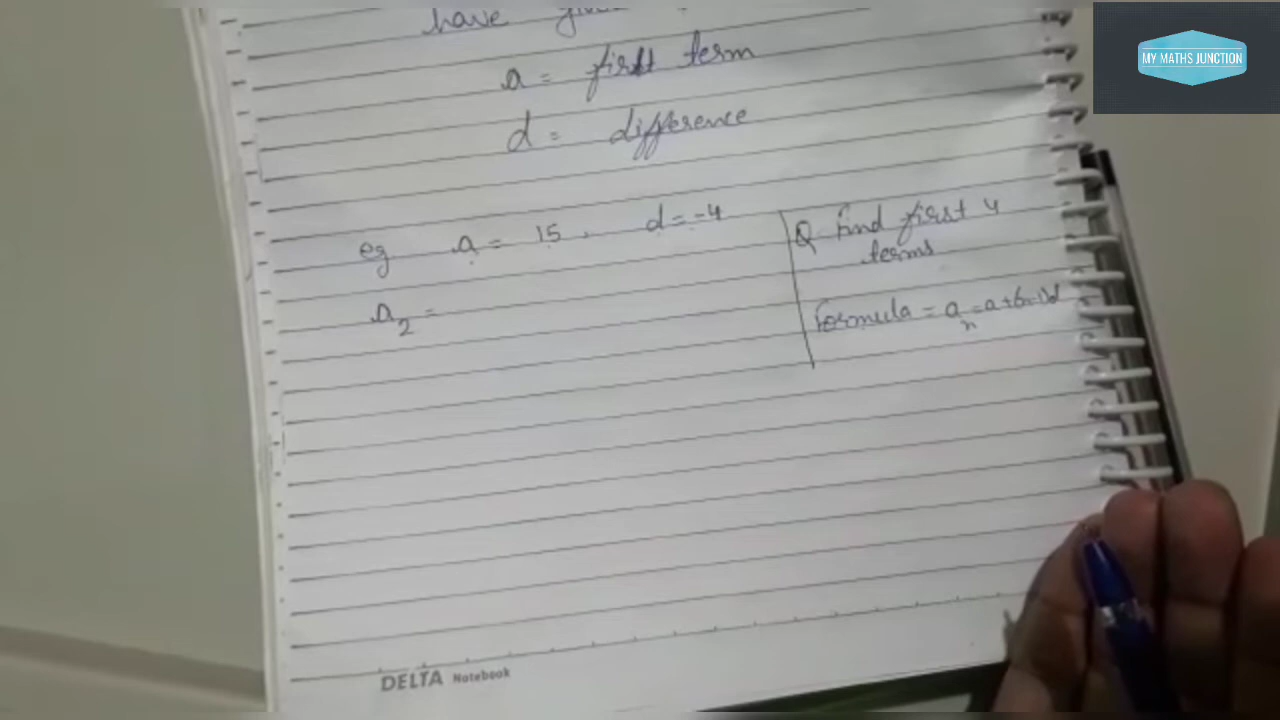 have
MY MATHS JUNCTION
a = first term
d = difference
eg a = 15 , d = -4
Q Find first 4
terms
a₂ =
Formula = aₙ = a + (n-1)d
DELTA Notebook